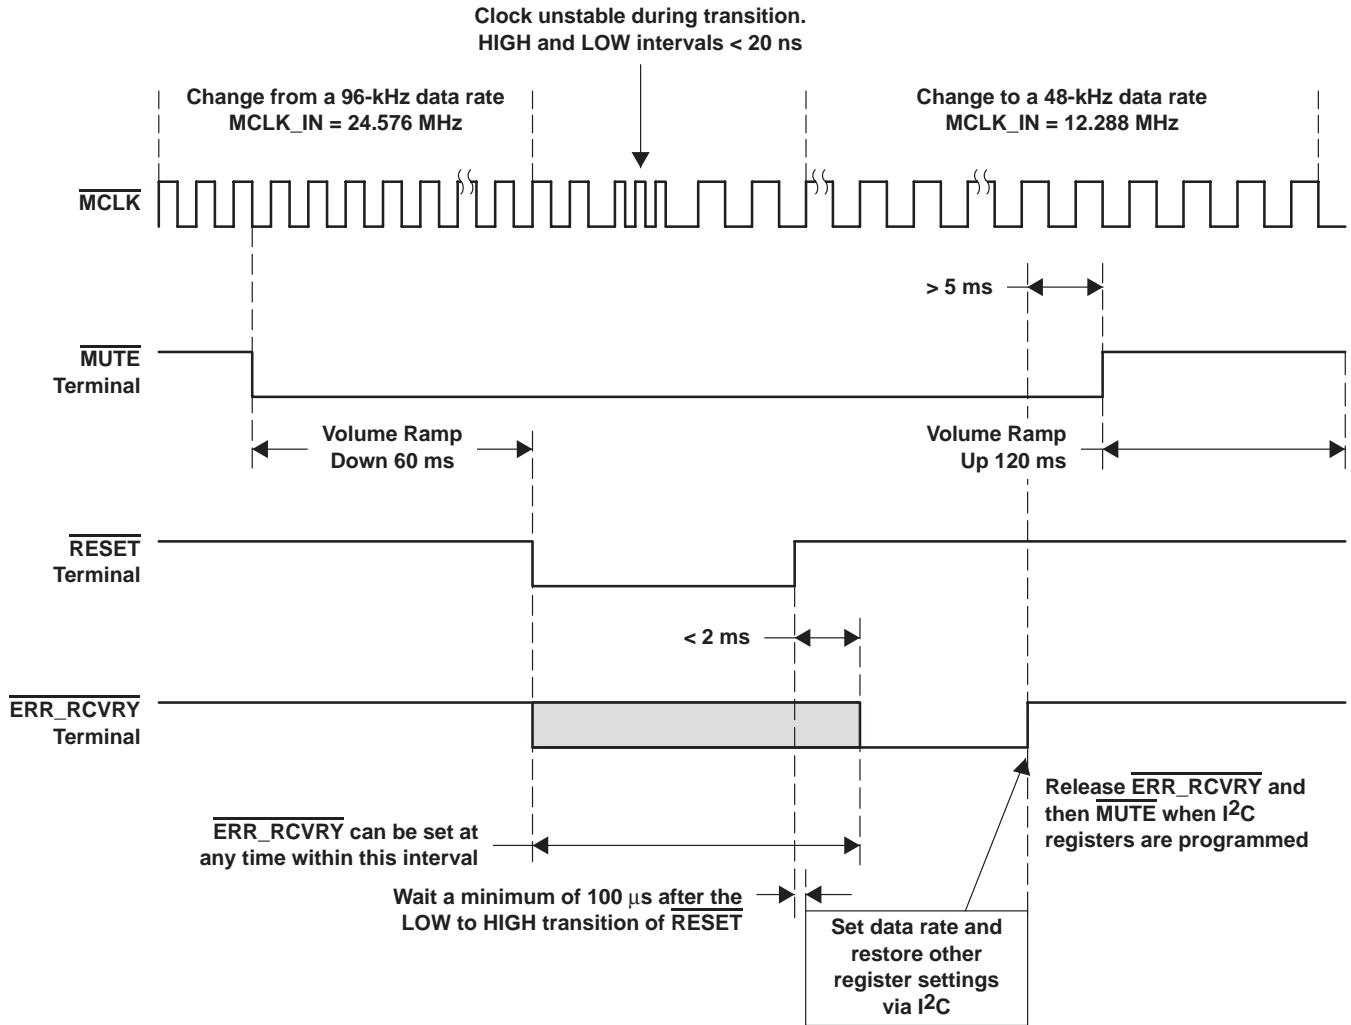 Clock unstable during transition.
HIGH and LOW intervals < 20 ns
Change from a 96-kHz data rate
MCLK_IN = 24.576 MHz
Change to a 48-kHz data rate
MCLK_IN = 12.288 MHz
MCLK
> 5 ms
MUTE
Terminal
Volume Ramp
Down 60 ms
Volume Ramp
Up 120 ms
RESET
Terminal
< 2 ms
ERR_RCVRY
Terminal
Release ERR_RCVRY and
then MUTE when I2C
registers are programmed
ERR_RCVRY can be set at
any time within this interval
Wait a minimum of 100 μs after the
LOW to HIGH transition of RESET
Set data rate and
restore other
register settings
via I2C